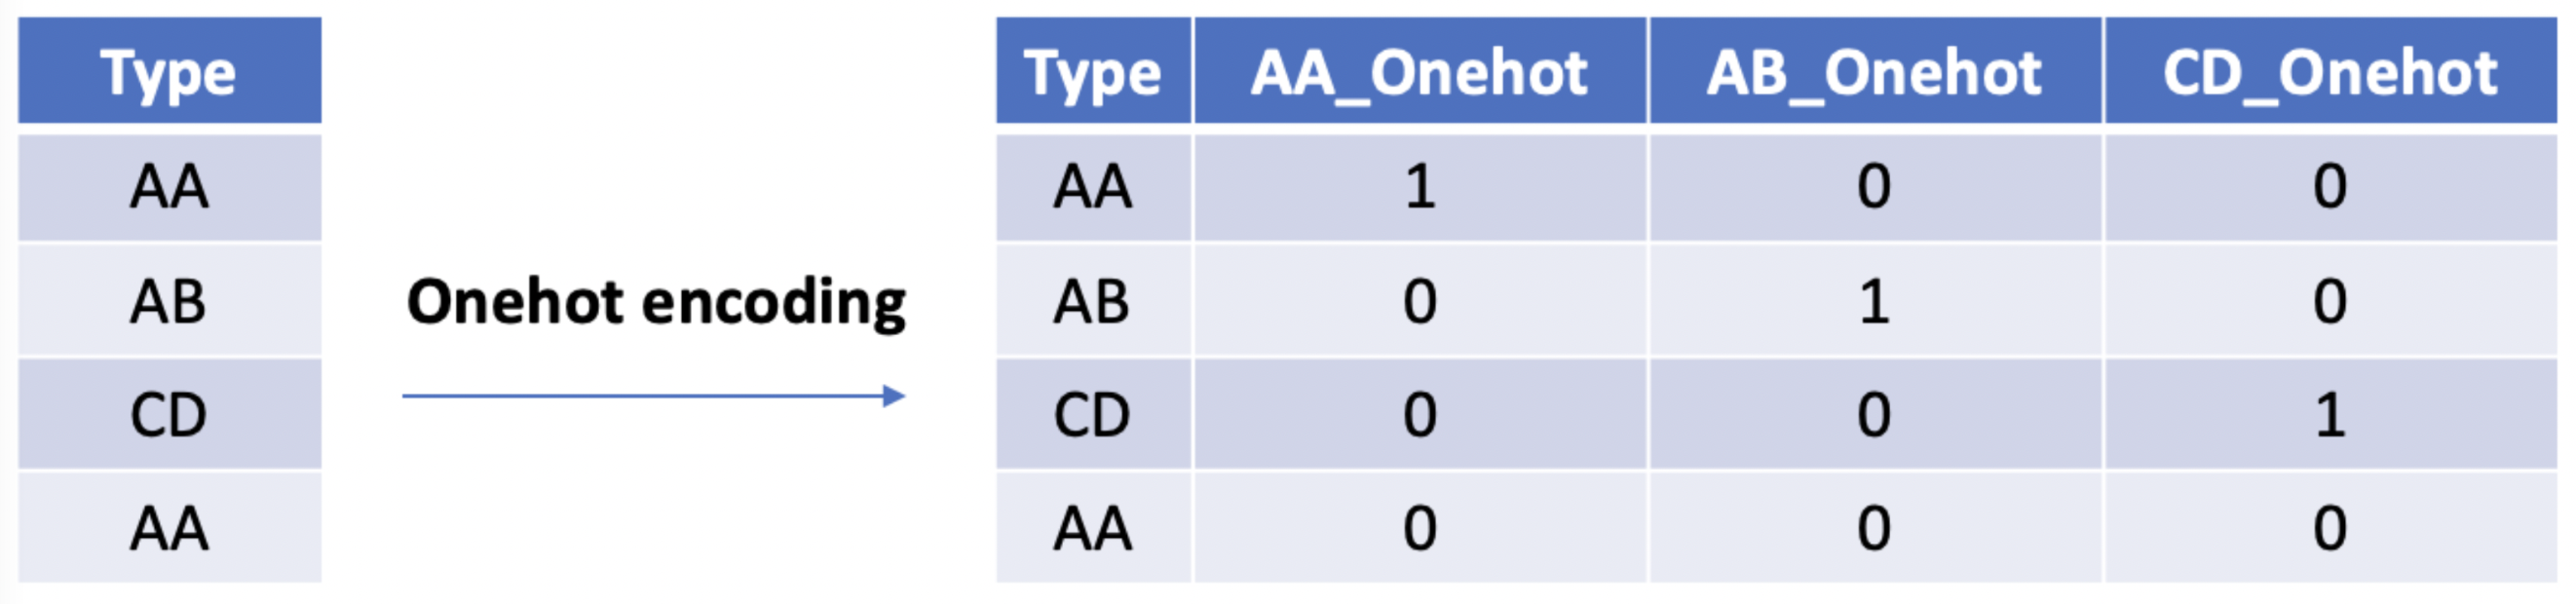 Type
AA
AB
CD
AA
Onehot encoding
Type AA_Onehot AB_Onehot CD_Onehot
AA 1 0 0
AB 0 1 0
CD 0 0 1
AA 0 0 0